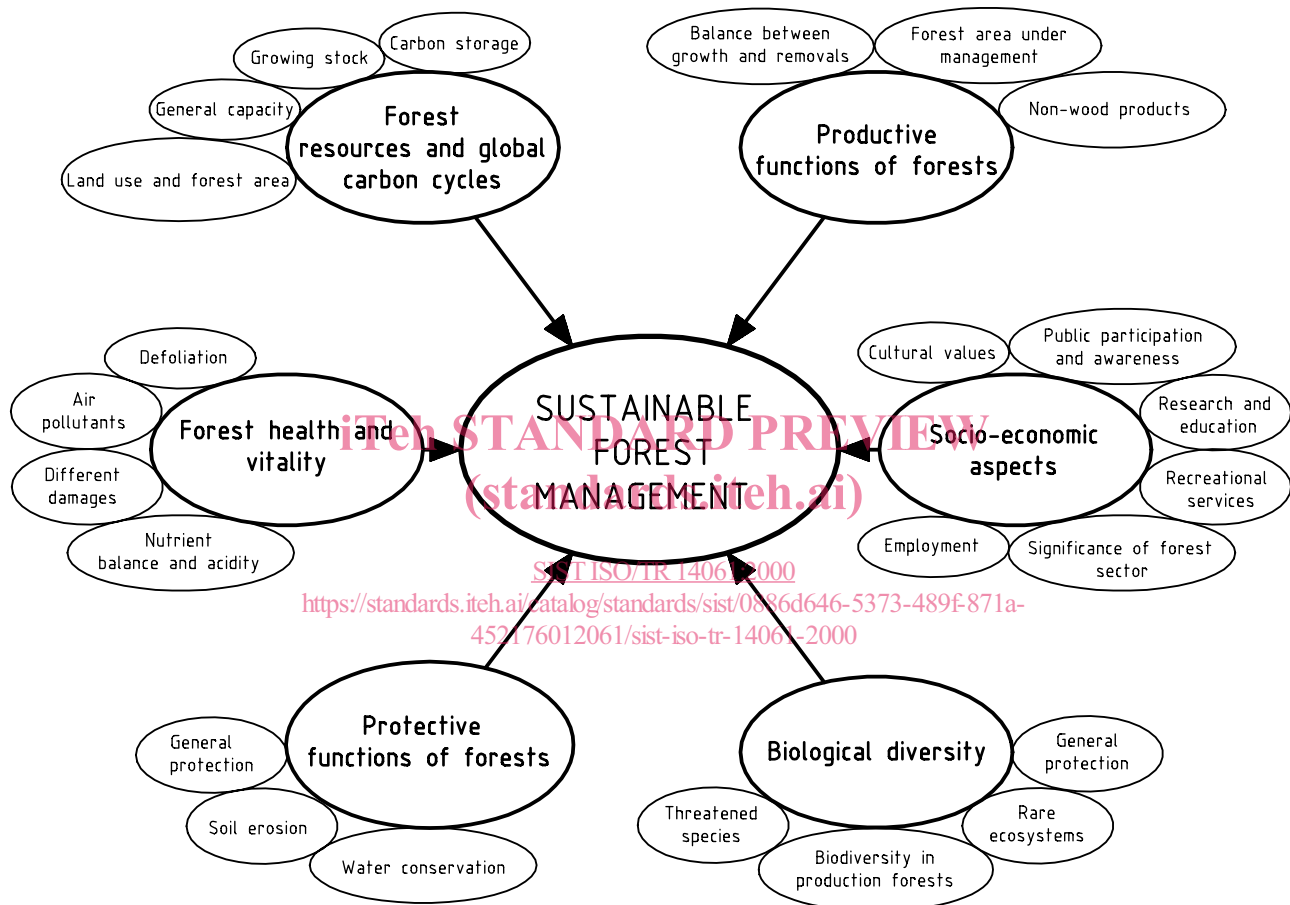 Carbon storage
Growing stock
General capacity
Land use and forest area
Forest
resources and global
carbon cycles
Balance between
growth and removals
Forest area under
management
Non-wood products
Productive
functions of forests
Defoliation
Air
pollutants
Different
damages
Nutrient
balance and acidity
Forest health and
vitality
SUSTAINABLE
FOREST
MANAGEMENT
iTeh STANDARD PREVIEW
(standards.iteh.ai)
SIST ISO/TR 14061:2000
https://standards.iteh.ai/catalog/standards/sist/0886d646-5373-489f-871a-
452176012061/sist-iso-tr-14061-2000
Cultural values
Public participation
and awareness
Research and
education
Recreational
services
Significance of forest
sector
Employment
Socio-economic
aspects
Protective
functions of forests
General
protection
Soil erosion
Water conservation
Biological diversity
General
protection
Rare
ecosystems
Biodiversity in
production forests
Threatened
species